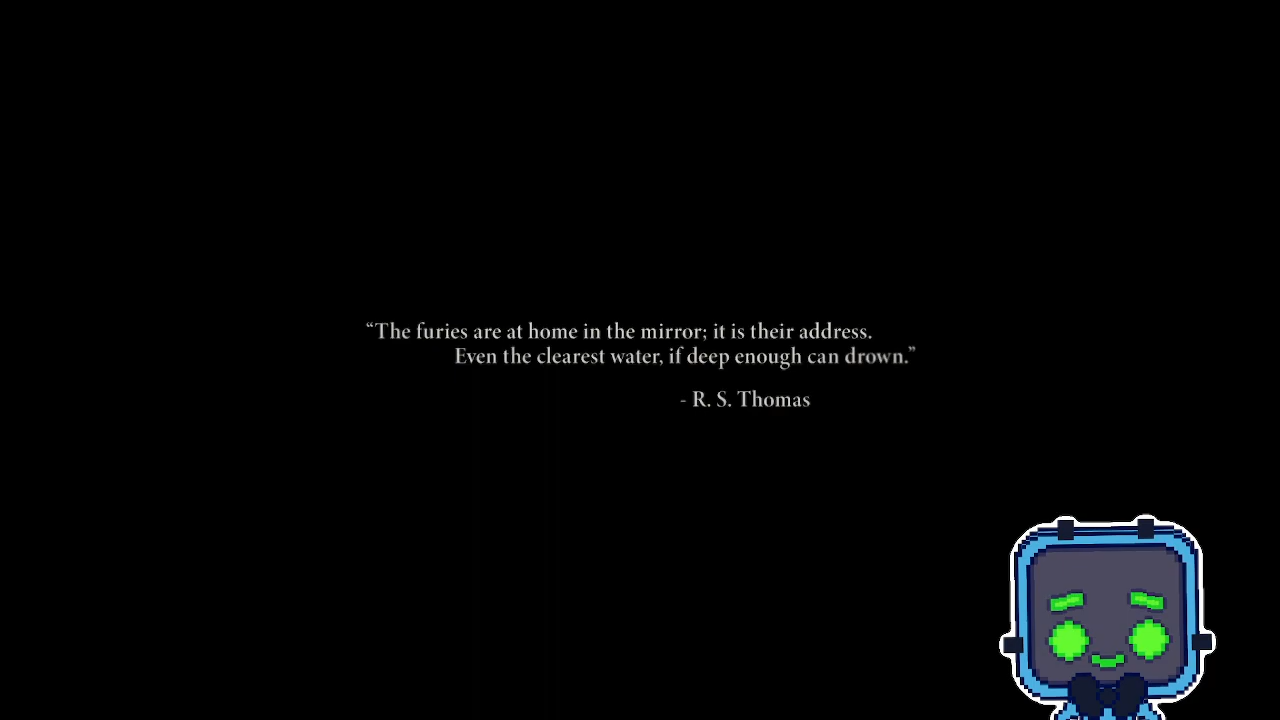 “The furies are at home in the mirror; it is their address.
Even the clearest water, if deep enough can drown.”
- R. S. Thomas